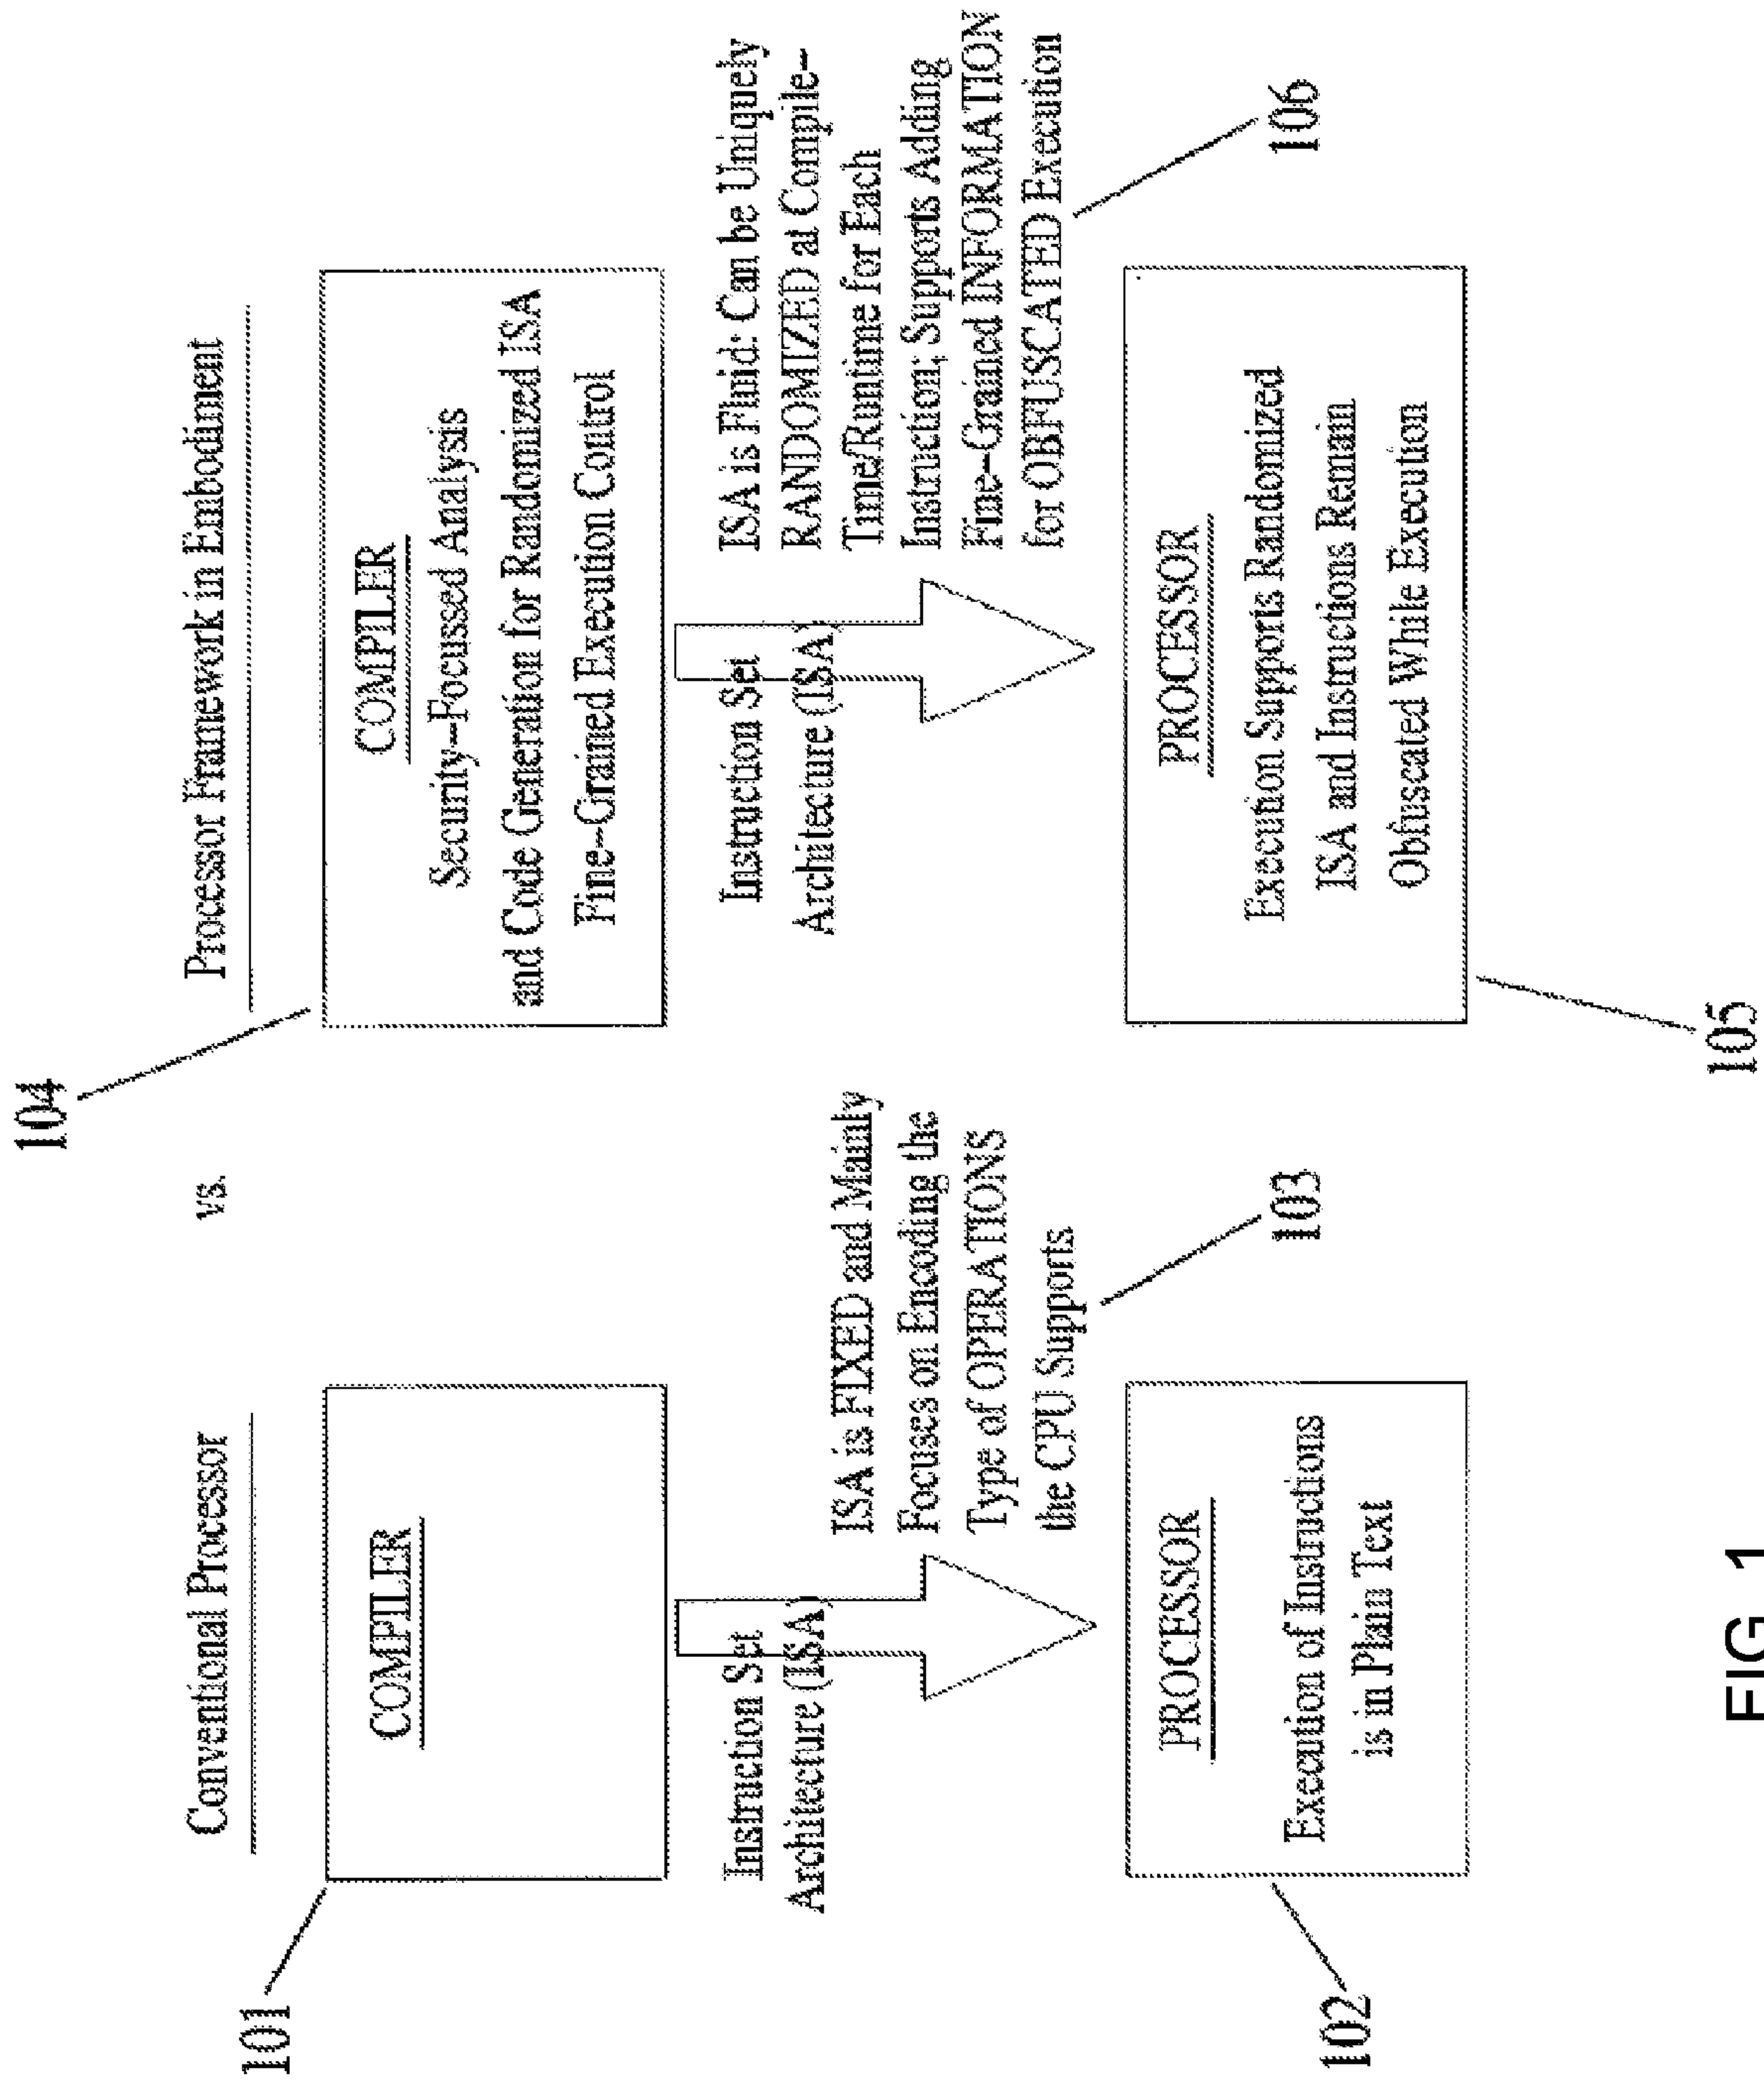 Conventional Processor
vs.
Processor Framework in Embodiment
101
COMPILER
Instruction Set
Architecture (ISA)
ISA is FIXED and Mainly
Focuses on Encoding the
Type of OPERATIONS
the CPU Supports
103
PROCESSOR
Execution of Instructions
is in Plain Text
102
104
COMPILER
Security-Focussed Analysis
and Code Generation for Randomized ISA
Fine-Grained Execution Control
Instruction Set
Architecture (ISA)
ISA is Fluid: Can be Uniquely
RANDOMIZED at Compile-
Time/Runtime for Each
Instruction; Supports Adding
Fine-Grained INFORMATION
for OBFUSCATED Execution
106
PROCESSOR
Execution Supports Randomized
ISA and Instructions Remain
Obfuscated While Execution
105
FIG. 1